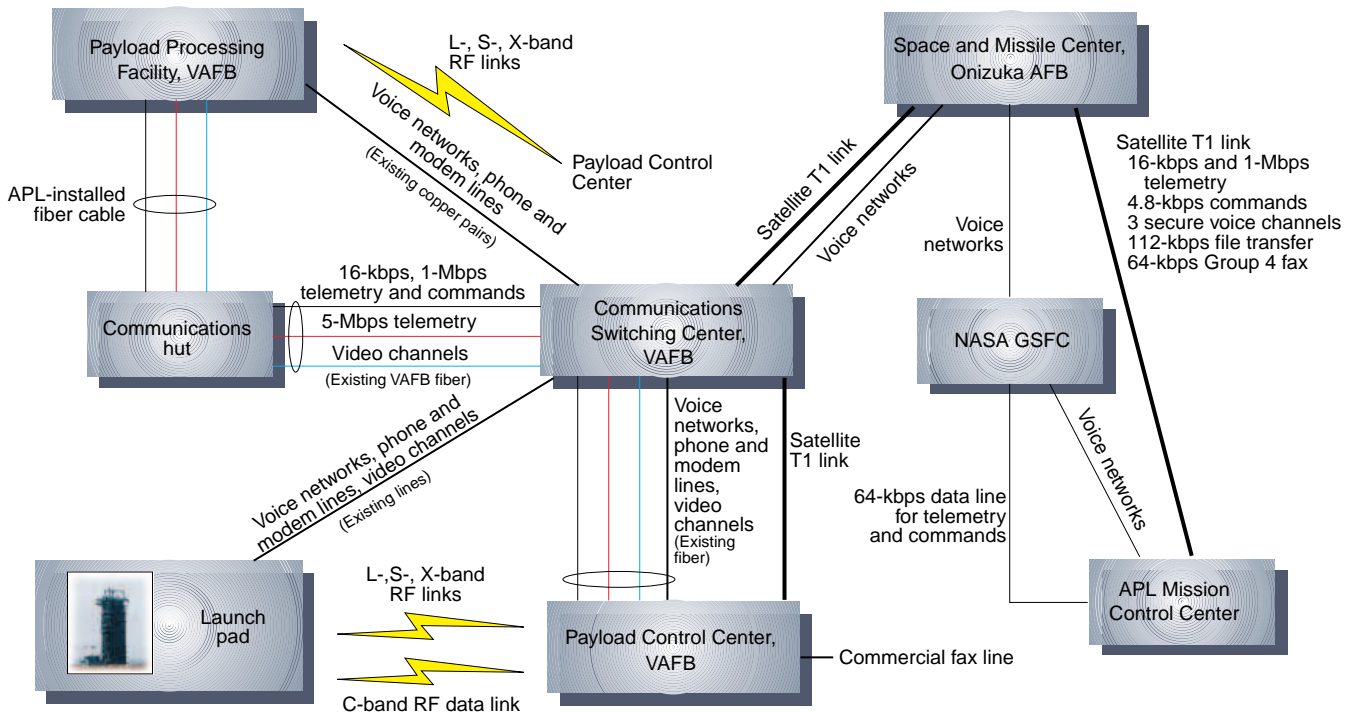 Payload Processing
Facility, VAFB
L-, S-, X-band
RF links
Payload Control
Center
Voice networks, phone and
modem lines
(Existing copper pairs)
APL-installed
fiber cable
Communications
hut
16-kbps, 1-Mbps
telemetry and commands
5-Mbps telemetry
Video channels
(Existing VAFB fiber)
Communications
Switching Center,
VAFB
Space and Missile Center,
Onizuka AFB
Satellite T1 link
Voice networks
Voice
networks
Satellite T1 link
16-kbps and 1-Mbps
telemetry
4.8-kbps commands
3 secure voice channels
112-kbps file transfer
64-kbps Group 4 fax
NASA GSFC
Voice networks
64-kbps data line
for telemetry
and commands
APL Mission
Control Center
Voice networks, phone and
modem lines, video channels
(Existing lines)
Voice
networks,
phone and
modem
lines,
video
channels
(Existing
fiber)
Satellite
T1 link
Launch
pad
L-,S-, X-band
RF links
C-band RF data link
Payload Control Center,
VAFB
Commercial fax line